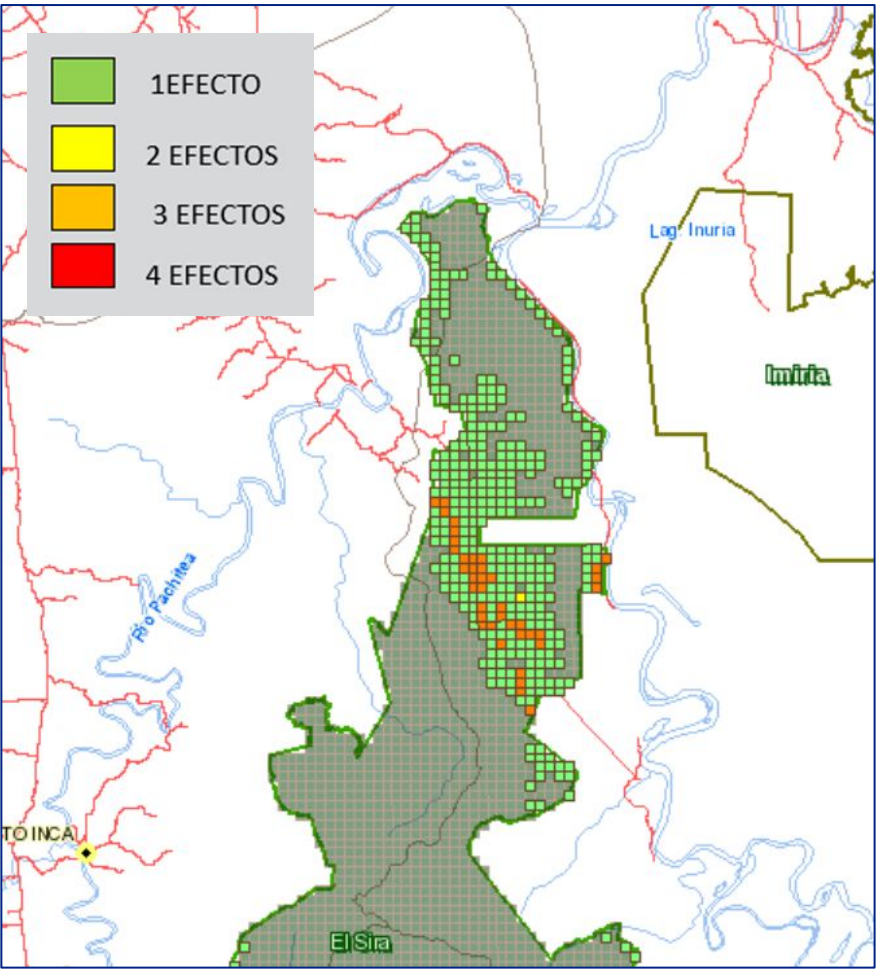 1EFECTO
2 EFECTOS
3 EFECTOS
4 EFECTOS
Lag. Inuria
Imiria
Río Pachitea
TO INCA
El Sira